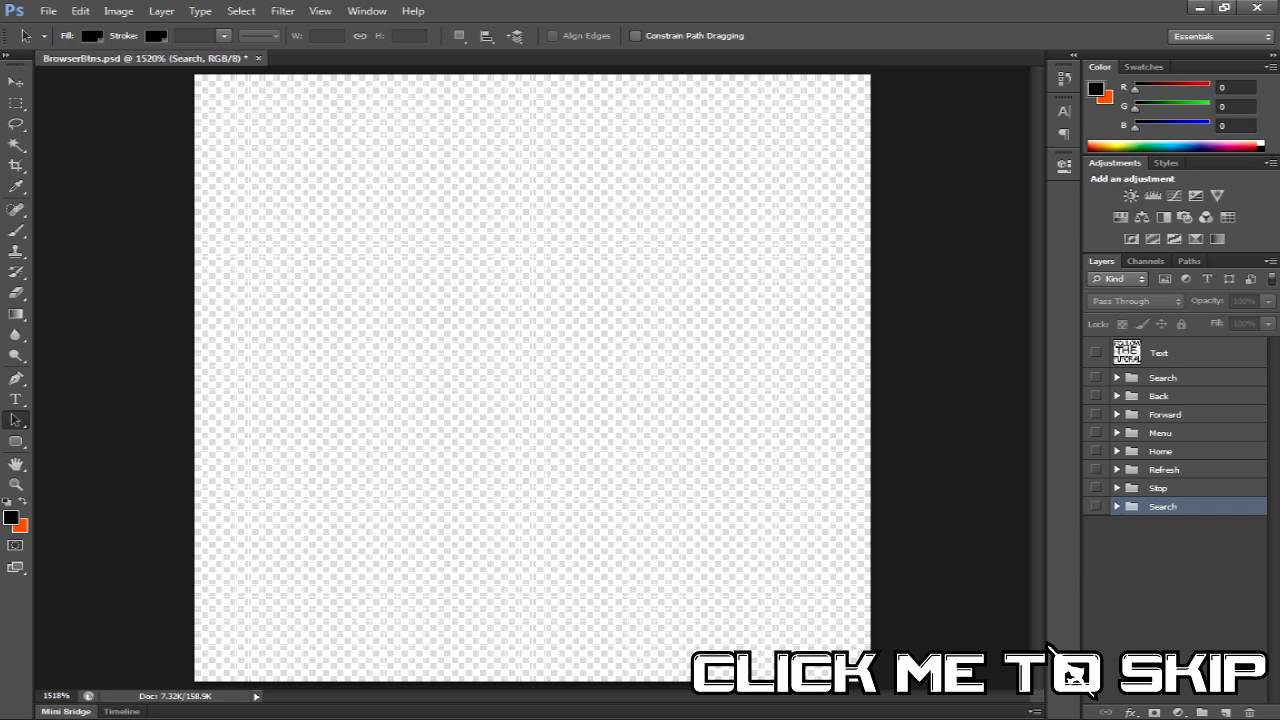 Ps File Edit Image Layer Type Select Filter View Window Help
Fill: Stroke: W: H: Align Edges Constrain Path Dragging Essentials
BrowserBtns.psd @ 1520% (Search, RGB/8) * ×
Color Swatches
R 0
G 0
B 0
Adjustments Styles
Add an adjustment
Layers Channels Paths
Kind
Pass Through Opacity: 100%
Lock: Fill: 100%
THE
Text
Search
Back
Forward
Menu
Home
Refresh
Stop
Search
CLICK ME TO SKIP
1518% Doc: 7.32K/158.9K
Mini Bridge Timeline